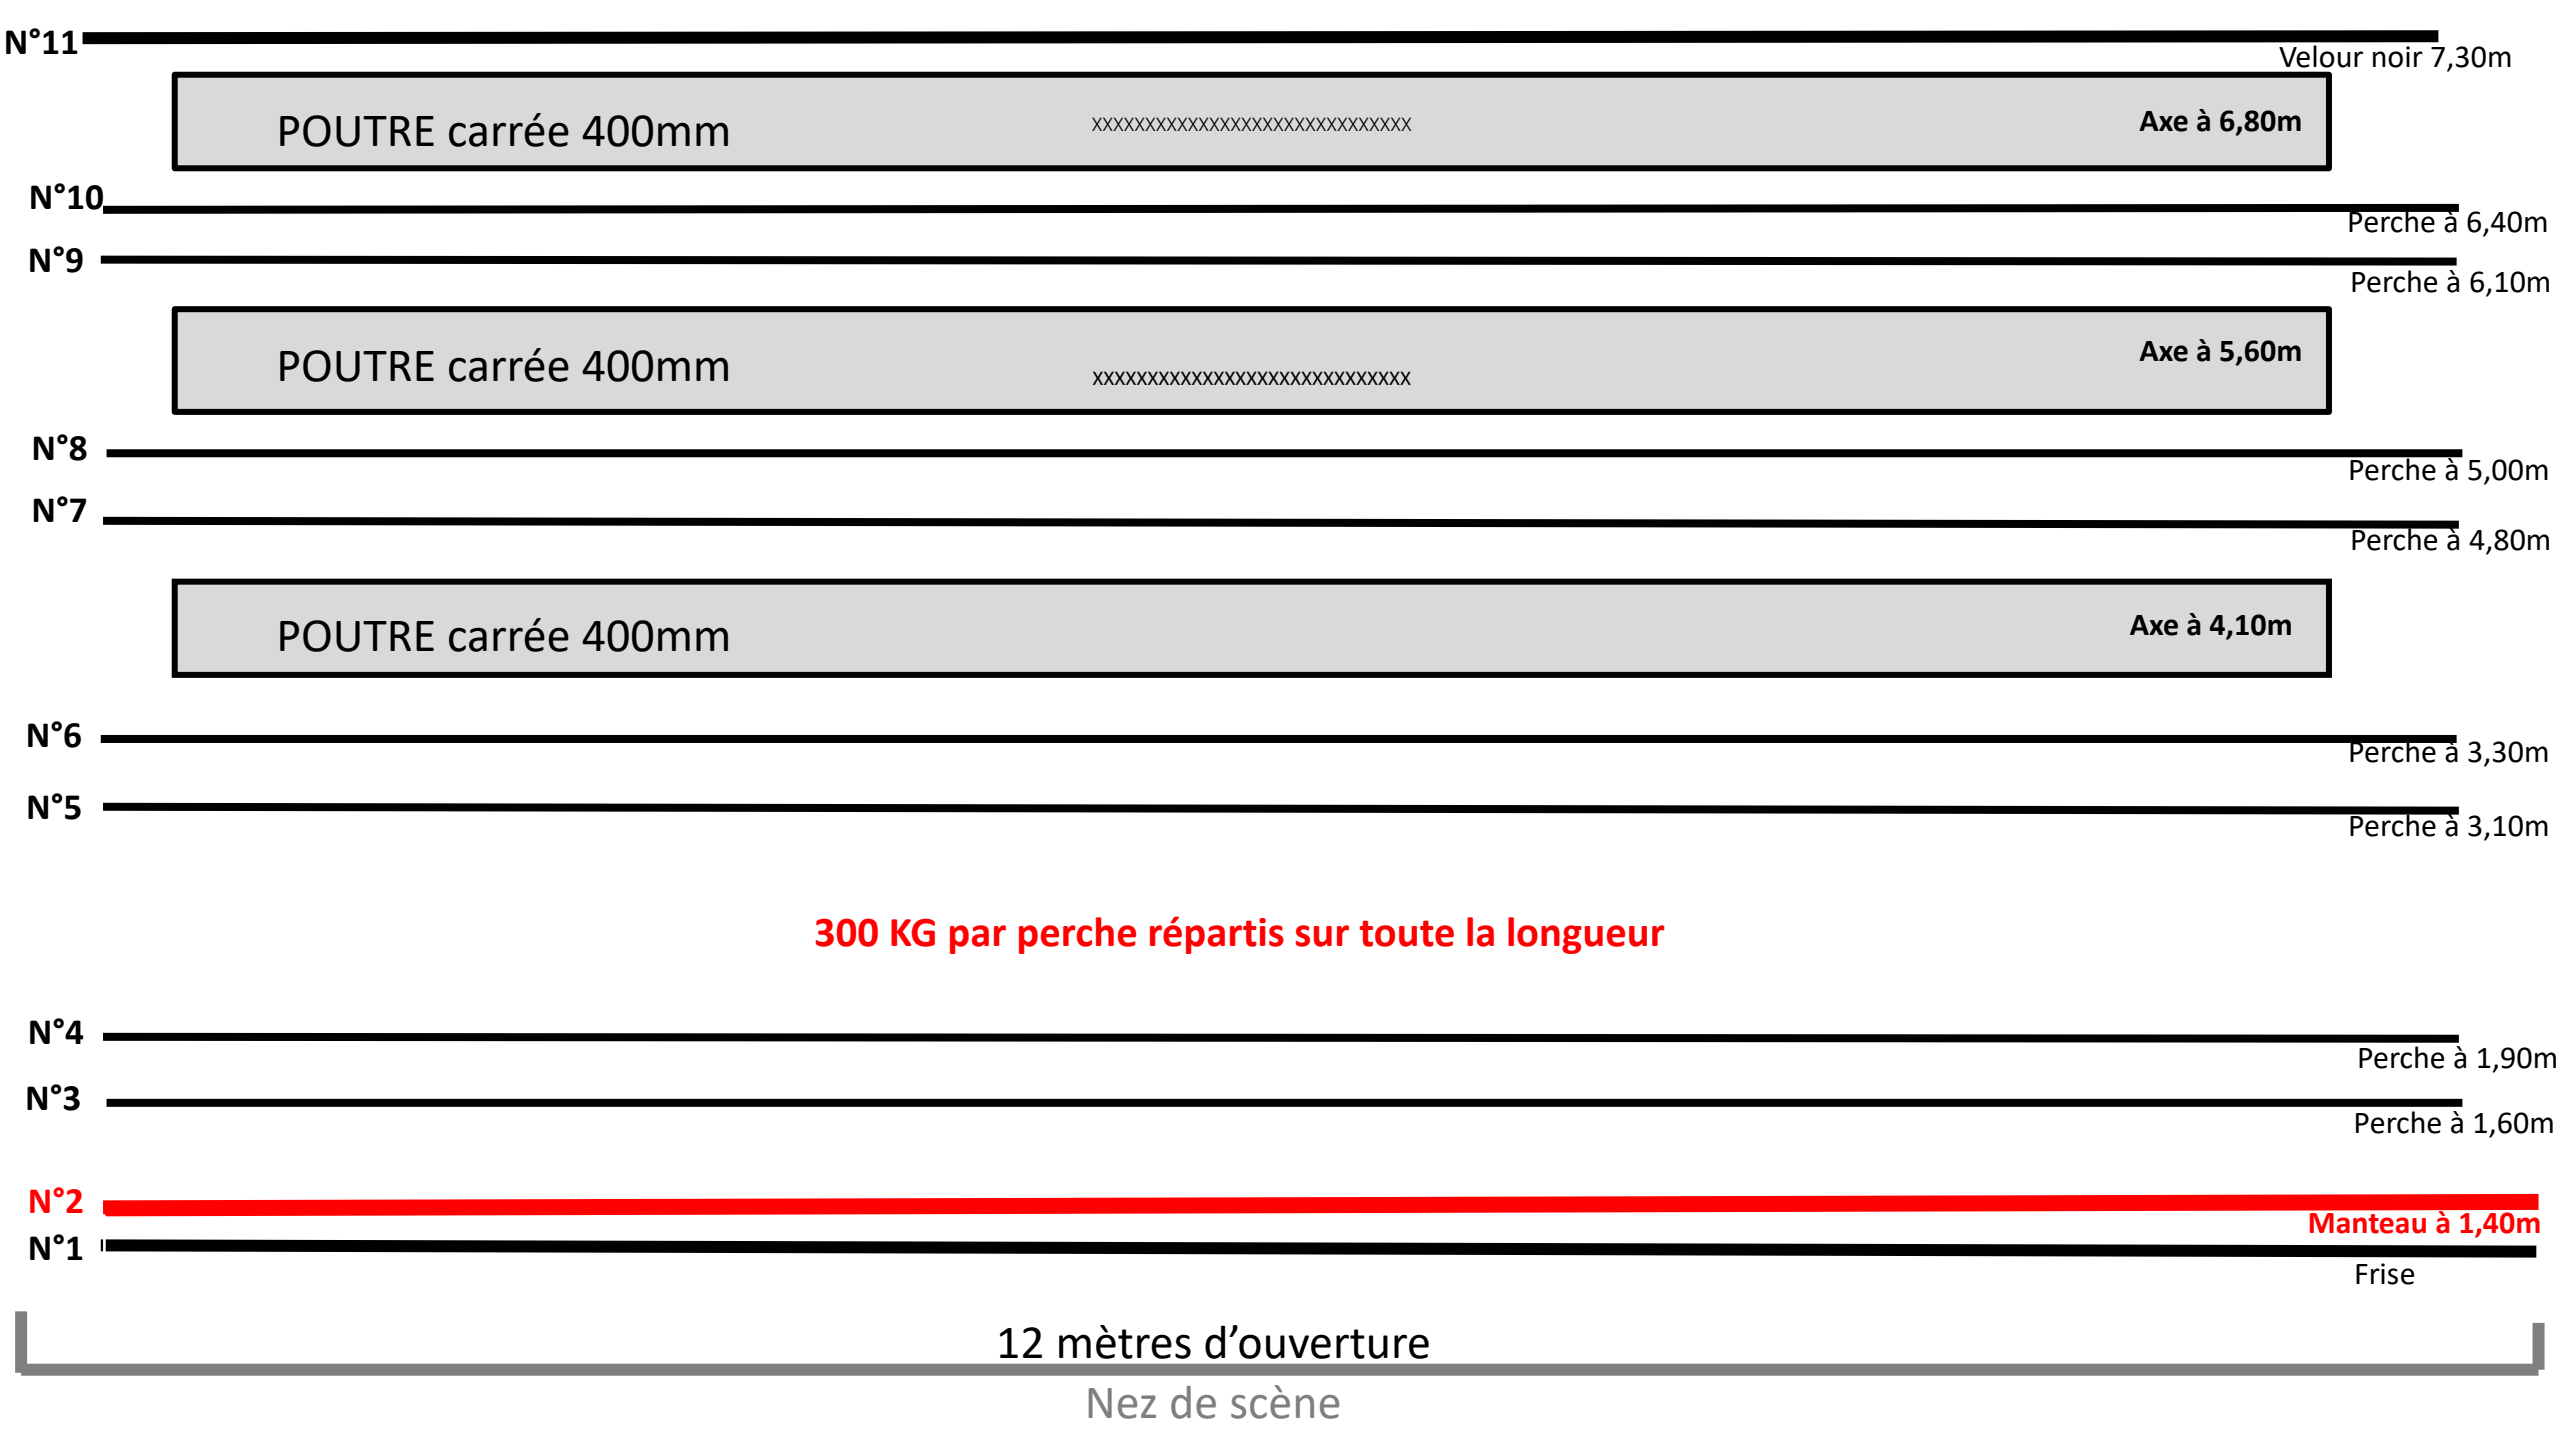 N°11
Velour noir 7,30m
POUTRE carrée 400mm XXXXXXXXXXXXXXXXXXXXXXXXXXXXXX Axe à 6,80m
N°10
Perche à 6,40m
N°9
Perche à 6,10m
POUTRE carrée 400mm XXXXXXXXXXXXXXXXXXXXXXXXXXXXX Axe à 5,60m
N°8
Perche à 5,00m
N°7
Perche à 4,80m
POUTRE carrée 400mm Axe à 4,10m
N°6
Perche à 3,30m
N°5
Perche à 3,10m
300 KG par perche répartis sur toute la longueur
N°4
Perche à 1,90m
N°3
Perche à 1,60m
N°2
Manteau à 1,40m
N°1
Frise
12 mètres d’ouverture
Nez de scène